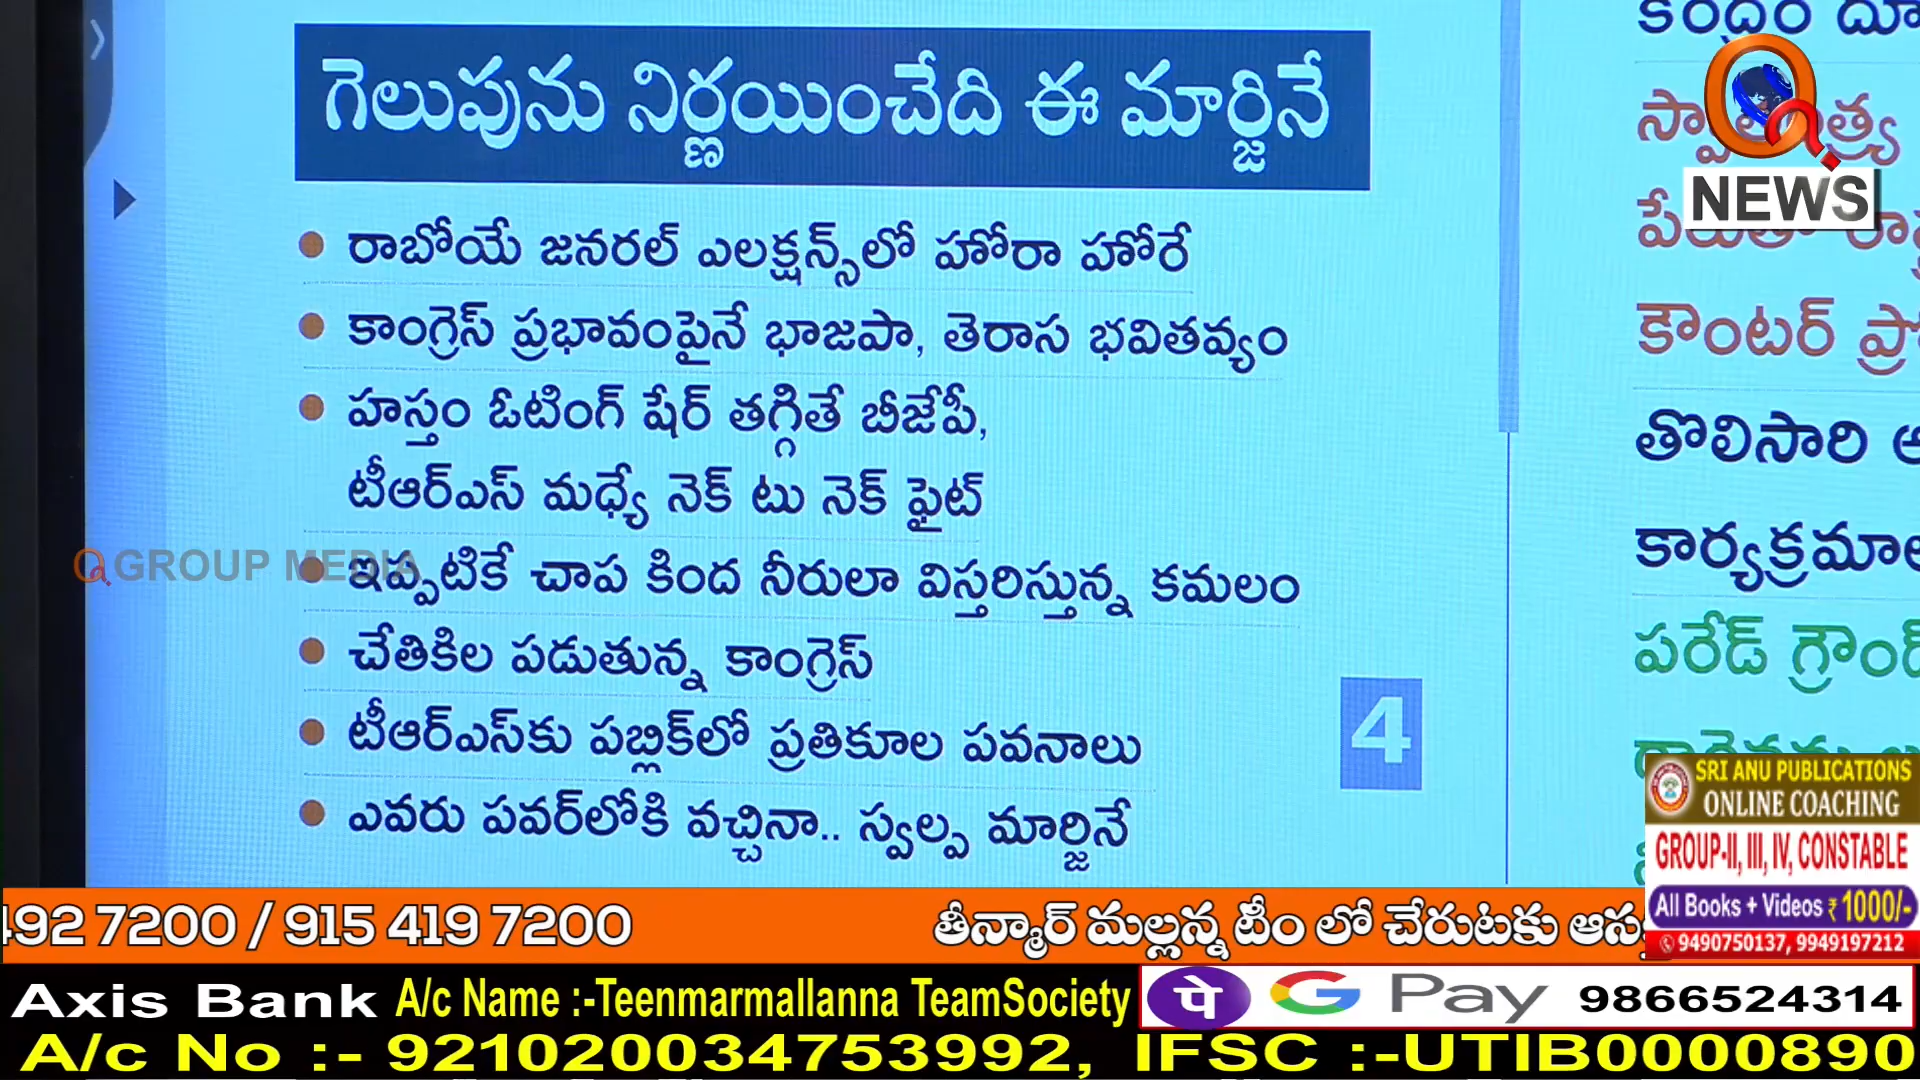 గెలుపును నిర్ణయించేది ఈ మార్జినే
రాబోయే జనరల్ ఎలక్షన్స్‌లో హోరా హోరే
కాంగ్రెస్ ప్రభావంపైనే భాజపా, తెరాస భవితవ్యం
హస్తం ఓటింగ్ షేర్ తగ్గితే బీజేపీ,
టీఆర్ఎస్ మధ్యే నెక్ టు నెక్ ఫైట్
ఇప్పటికే చాప కింద నీరులా విస్తరిస్తున్న కమలం
చేతికిల పడుతున్న కాంగ్రెస్
టీఆర్ఎస్‌కు పబ్లిక్‌లో ప్రతికూల పవనాలు
ఎవరు పవర్‌లోకి వచ్చినా.. స్వల్ప మార్జినే
4
Q GROUP MEDIA
Q NEWS
కౌంటర్
తొలిసారి
పరేడ్
SRI ANU PUBLICATIONS
ONLINE COACHING
GROUP-II, III, IV, CONSTABLE
All Books + Videos ₹ 1000/-
9490750137, 9949197212
492 7200 / 915 419 7200
తీన్మార్ మల్లన్న టీం లో చేరుటకు
Axis Bank A/c Name :-Teenmarmallanna TeamSociety
पे G Pay 9866524314
A/c No :- 921020034753992, IFSC :-UTIB0000890